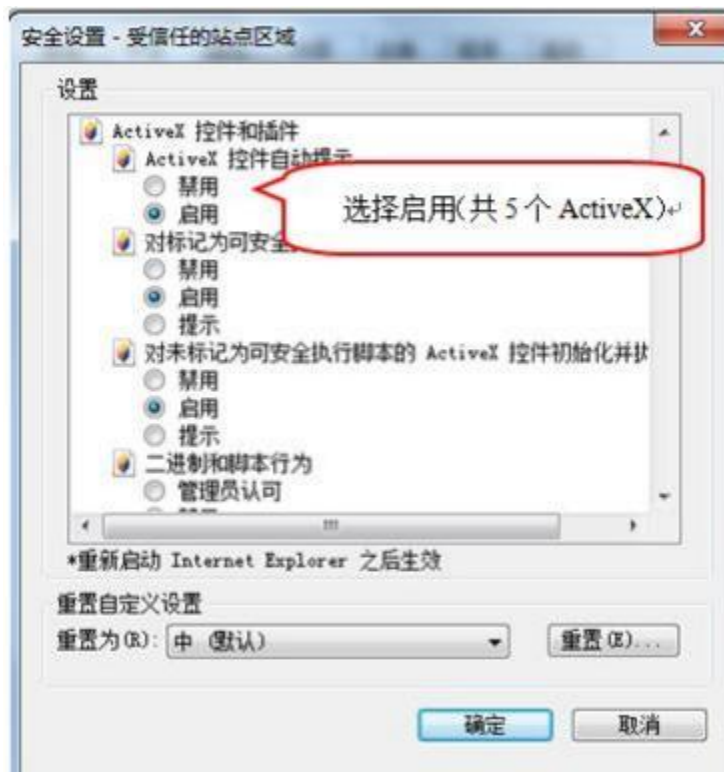 安全设置 - 受信任的站点区域
设置
ActiveX 控件和插件
ActiveX 控件自动提示
禁用
启用
选择启用(共 5 个 ActiveX)↵
对标记为可安全
禁用
启用
提示
对未标记为可安全执行脚本的 ActiveX 控件初始化并执
禁用
启用
提示
二进制和脚本行为
管理员认可
*重新启动 Internet Explorer 之后生效
重置自定义设置
重置为(R): 中 (默认)
重置(E)...
确定
取消